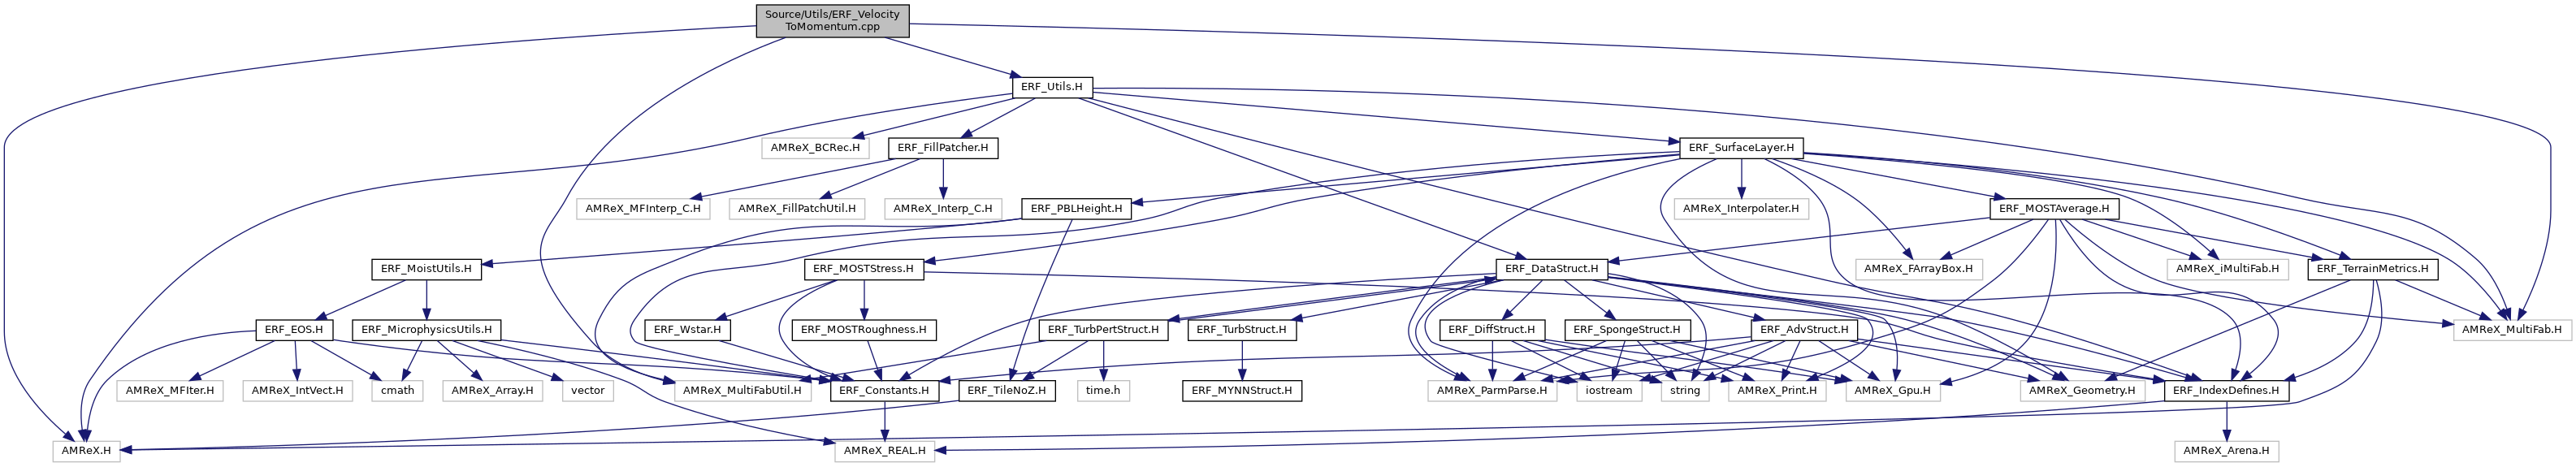 Source/Utils/ERF_Velocity
ToMomentum.cpp
ERF_Utils.H
AMReX_BCRec.H
ERF_FillPatcher.H
ERF_SurfaceLayer.H
AMReX_MFInterp_C.H
AMReX_FillPatchUtil.H
AMReX_Interp_C.H
ERF_PBLHeight.H
AMReX_Interpolater.H
ERF_MOSTAverage.H
ERF_MoistUtils.H
ERF_MOSTStress.H
ERF_DataStruct.H
AMReX_FArrayBox.H
AMReX_iMultiFab.H
ERF_TerrainMetrics.H
ERF_EOS.H
ERF_MicrophysicsUtils.H
ERF_Wstar.H
ERF_MOSTRoughness.H
ERF_TurbPertStruct.H
ERF_TurbStruct.H
ERF_DiffStruct.H
ERF_SpongeStruct.H
ERF_AdvStruct.H
AMReX_MultiFab.H
AMReX_MFIter.H
AMReX_IntVect.H
cmath
AMReX_Array.H
vector
AMReX_MultiFabUtil.H
ERF_Constants.H
ERF_TileNoZ.H
time.h
ERF_MYNNStruct.H
AMReX_ParmParse.H
iostream
string
AMReX_Print.H
AMReX_Gpu.H
AMReX_Geometry.H
ERF_IndexDefines.H
AMReX.H
AMReX_REAL.H
AMReX_Arena.H